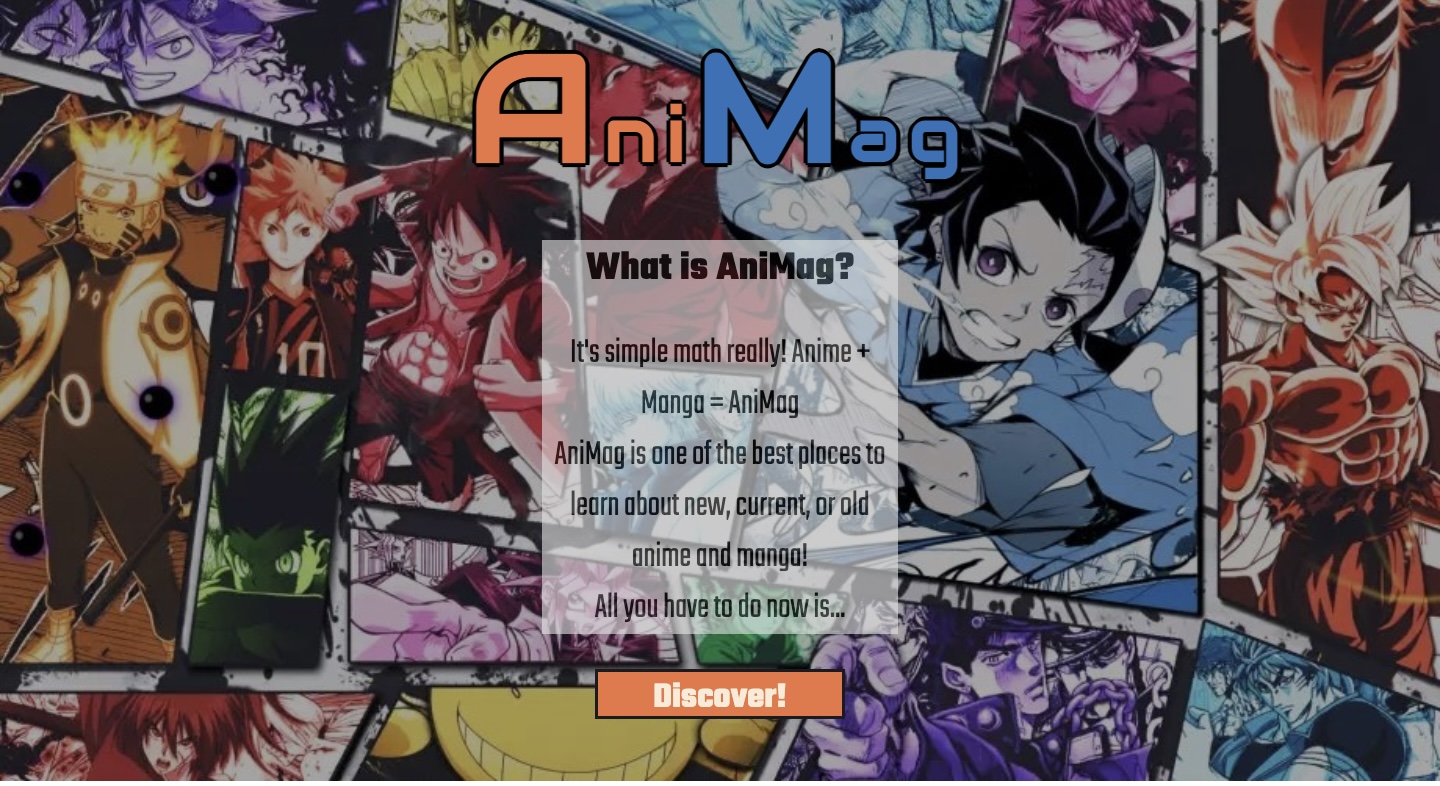 AniMag
What is AniMag?
It's simple math really! Anime +
Manga = AniMag
AniMag is one of the best places to
learn about new, current, or old
anime and manga!
All you have to do now is...
10
Discover!